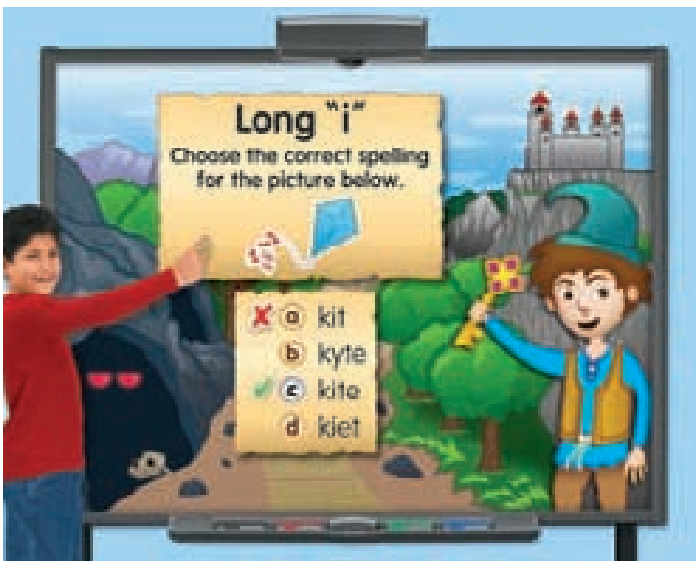 Long "i"
Choose the correct spelling
for the picture below.
a kit
b kyte
c kite
d kiet